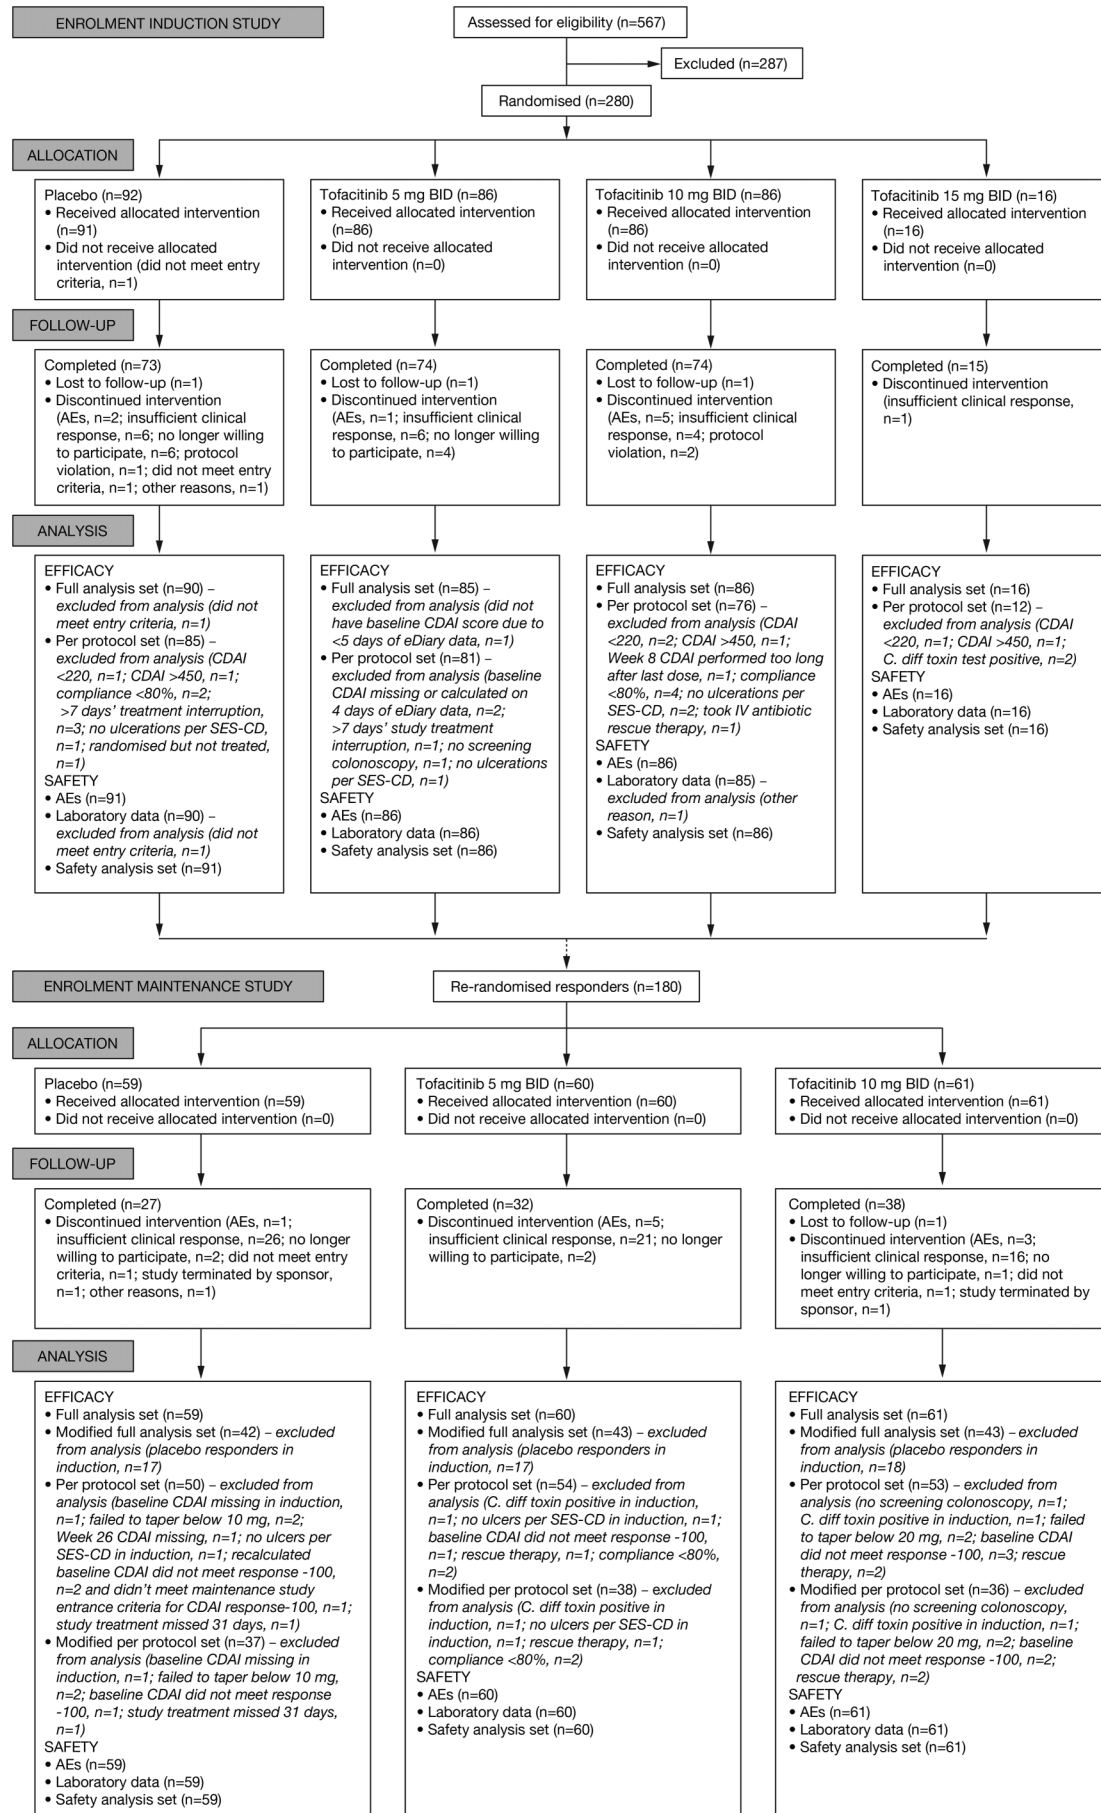 ENROLMENT INDUCTION STUDY
Assessed for eligibility (n=567)
Excluded (n=287)
Randomised (n=280)
ALLOCATION
Placebo (n=92)
• Received allocated intervention
(n=91)
• Did not receive allocated
intervention (did not meet entry
criteria, n=1)
Tofacitinib 5 mg BID (n=86)
• Received allocated intervention
(n=86)
• Did not receive allocated
intervention (n=0)
Tofacitinib 10 mg BID (n=86)
• Received allocated intervention
(n=86)
• Did not receive allocated
intervention (n=0)
Tofacitinib 15 mg BID (n=16)
• Received allocated intervention
(n=16)
• Did not receive allocated
intervention (n=0)
FOLLOW-UP
Completed (n=73)
• Lost to follow-up (n=1)
• Discontinued intervention
(AEs, n=2; insufficient clinical
response, n=6; no longer willing
to participate, n=6; protocol
violation, n=1; did not meet entry
criteria, n=1; other reasons, n=1)
Completed (n=74)
• Lost to follow-up (n=1)
• Discontinued intervention
(AEs, n=1; insufficient clinical
response, n=6; no longer willing
to participate, n=4)
Completed (n=74)
• Lost to follow-up (n=1)
• Discontinued intervention
(AEs, n=5; insufficient clinical
response, n=4; protocol
violation, n=2)
Completed (n=15)
• Discontinued intervention
(insufficient clinical response,
n=1)
ANALYSIS
EFFICACY
• Full analysis set (n=90) –
excluded from analysis (did not
meet entry criteria, n=1)
• Per protocol set (n=85) –
excluded from analysis (CDAI
<220, n=1; CDAI >450, n=1;
compliance <80%, n=2;
>7 days’ treatment interruption,
n=3; no ulcerations per SES-CD,
n=1; randomised but not treated,
n=1)
SAFETY
• AEs (n=91)
• Laboratory data (n=90) –
excluded from analysis (did not
meet entry criteria, n=1)
• Safety analysis set (n=91)
EFFICACY
• Full analysis set (n=85) –
excluded from analysis (did not
have baseline CDAI score due to
<5 days of eDiary data, n=1)
• Per protocol set (n=81) –
excluded from analysis (baseline
CDAI missing or calculated on
4 days of eDiary data, n=2;
>7 days’ study treatment
interruption, n=1; no screening
colonoscopy, n=1; no ulcerations
per SES-CD, n=1)
SAFETY
• AEs (n=86)
• Laboratory data (n=86)
• Safety analysis set (n=86)
EFFICACY
• Full analysis set (n=86)
• Per protocol set (n=76) –
excluded from analysis (CDAI
<220, n=2; CDAI >450, n=1;
Week 8 CDAI performed too long
after last dose, n=1; compliance
<80%, n=4; no ulcerations per
SES-CD, n=2; took IV antibiotic
rescue therapy, n=1)
SAFETY
• AEs (n=86)
• Laboratory data (n=85) –
excluded from analysis (other
reason, n=1)
• Safety analysis set (n=86)
EFFICACY
• Full analysis set (n=16)
• Per protocol set (n=12) –
excluded from analysis (CDAI
<220, n=1; CDAI >450, n=1;
C. diff toxin test positive, n=2)
SAFETY
• AEs (n=16)
• Laboratory data (n=16)
• Safety analysis set (n=16)
ENROLMENT MAINTENANCE STUDY
Re-randomised responders (n=180)
ALLOCATION
Placebo (n=59)
• Received allocated intervention (n=59)
• Did not receive allocated intervention (n=0)
Tofacitinib 5 mg BID (n=60)
• Received allocated intervention (n=60)
• Did not receive allocated intervention (n=0)
Tofacitinib 10 mg BID (n=61)
• Received allocated intervention (n=61)
• Did not receive allocated intervention (n=0)
FOLLOW-UP
Completed (n=27)
• Discontinued intervention (AEs, n=1;
insufficient clinical response, n=26; no longer
willing to participate, n=2; did not meet entry
criteria, n=1; study terminated by sponsor,
n=1; other reasons, n=1)
Completed (n=32)
• Discontinued intervention (AEs, n=5;
insufficient clinical response, n=21; no longer
willing to participate, n=2)
Completed (n=38)
• Lost to follow-up (n=1)
• Discontinued intervention (AEs, n=3;
insufficient clinical response, n=16; no
longer willing to participate, n=1; did not
meet entry criteria, n=1; study terminated by
sponsor, n=1)
ANALYSIS
EFFICACY
• Full analysis set (n=59)
• Modified full analysis set (n=42) – excluded
from analysis (placebo responders in
induction, n=17)
• Per protocol set (n=50) – excluded from
analysis (baseline CDAI missing in induction,
n=1; failed to taper below 10 mg, n=2;
Week 26 CDAI missing, n=1; no ulcers per
SES-CD in induction, n=1; recalculated
baseline CDAI did not meet response -100,
n=2 and didn’t meet maintenance study
entrance criteria for CDAI response-100, n=1;
study treatment missed 31 days, n=1)
• Modified per protocol set (n=37) – excluded
from analysis (baseline CDAI missing in
induction, n=1; failed to taper below 10 mg,
n=2; baseline CDAI did not meet response
-100, n=1; study treatment missed 31 days,
n=1)
SAFETY
• AEs (n=59)
• Laboratory data (n=59)
• Safety analysis set (n=59)
EFFICACY
• Full analysis set (n=60)
• Modified full analysis set (n=43) – excluded
from analysis (placebo responders in
induction, n=17)
• Per protocol set (n=54) – excluded from
analysis (C. diff toxin positive in induction,
n=1; no ulcers per SES-CD in induction, n=1;
baseline CDAI did not meet response -100,
n=1; rescue therapy, n=1; compliance <80%,
n=2)
• Modified per protocol set (n=38) – excluded
from analysis (C. diff toxin positive in
induction, n=1; no ulcers per SES-CD in
induction, n=1; rescue therapy, n=1;
compliance <80%, n=2)
SAFETY
• AEs (n=60)
• Laboratory data (n=60)
• Safety analysis set (n=60)
EFFICACY
• Full analysis set (n=61)
• Modified full analysis set (n=43) – excluded
from analysis (placebo responders in
induction, n=18)
• Per protocol set (n=53) – excluded from
analysis (no screening colonoscopy, n=1;
C. diff toxin positive in induction, n=1; failed
to taper below 20 mg, n=2; baseline CDAI
did not meet response -100, n=3; rescue
therapy, n=2)
• Modified per protocol set (n=36) – excluded
from analysis (no screening colonoscopy,
n=1; C. diff toxin positive in induction, n=1;
failed to taper below 20 mg, n=2; baseline
CDAI did not meet response -100, n=2;
rescue therapy, n=2)
SAFETY
• AEs (n=61)
• Laboratory data (n=61)
• Safety analysis set (n=61)